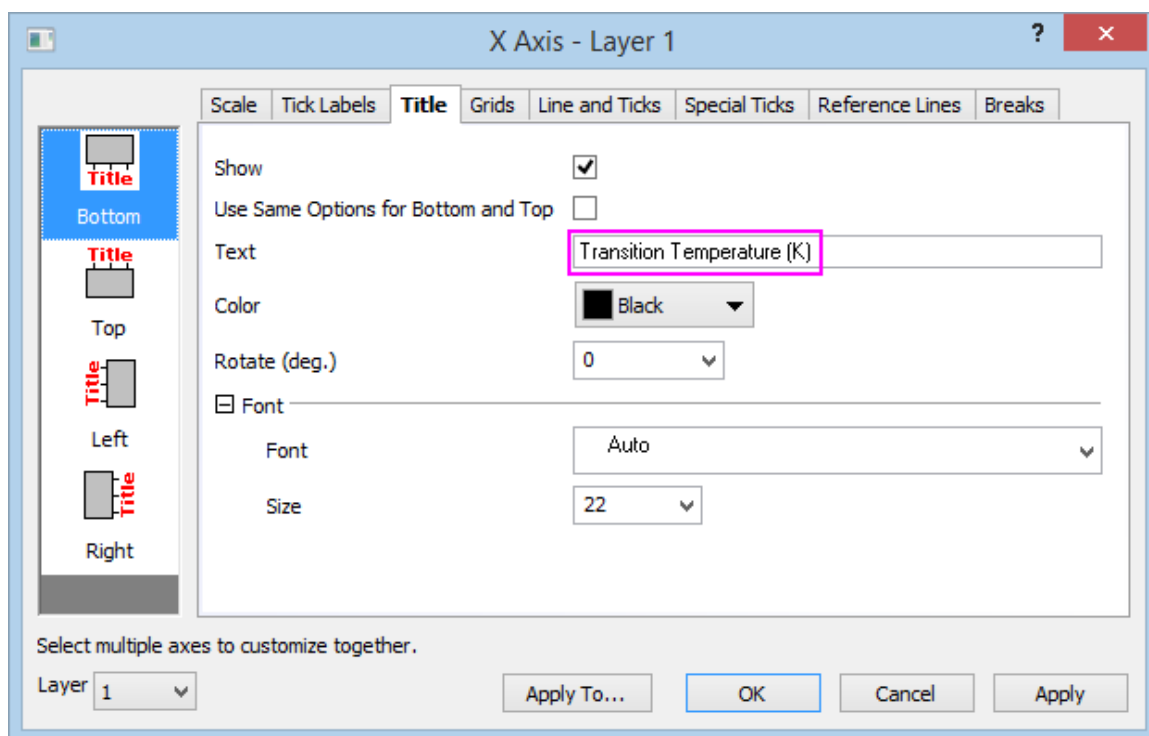 X Axis - Layer 1
?
Scale Tick Labels Title Grids Line and Ticks Special Ticks Reference Lines Breaks
Title
Bottom
Title
Top
Title
Left
Title
Right
Show
Use Same Options for Bottom and Top
Text Transition Temperature (K)
Color Black
Rotate (deg.) 0
Font
Font Auto
Size 22
Select multiple axes to customize together.
Layer 1 Apply To... OK Cancel Apply